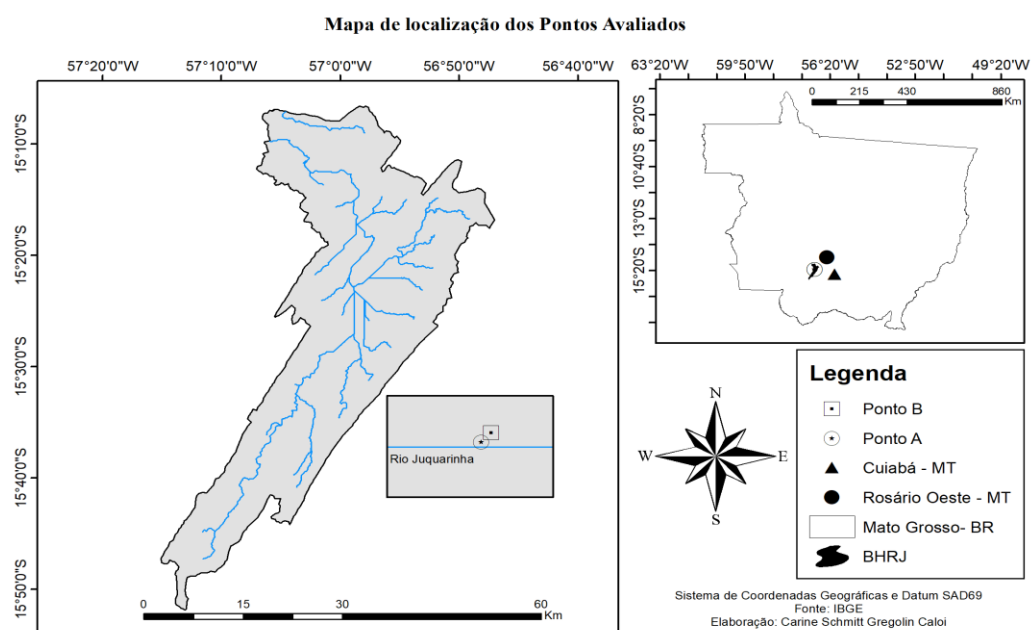 Mapa de localização dos Pontos Avaliados
57°20'0"W 57°10'0"W 57°0'0"W 56°50'0"W 56°40'0"W
15°10'0"S
15°20'0"S
15°30'0"S
15°40'0"S
15°50'0"S
Rio Juquarinha
0 15 30 60
Km
63°20'W 59°50'W 56°20'W 52°50'W 49°20'W
0 215 430 860
Km
8°20'S
10°40'S
13°0'S
15°20'S
N
W E
S
Legenda
Ponto B
Ponto A
Cuiabá - MT
Rosário Oeste - MT
Mato Grosso- BR
BHRJ
Sistema de Coordenadas Geográficas e Datum SAD69
Fonte: IBGE
Elaboração: Carine Schmitt Gregolin Caloi